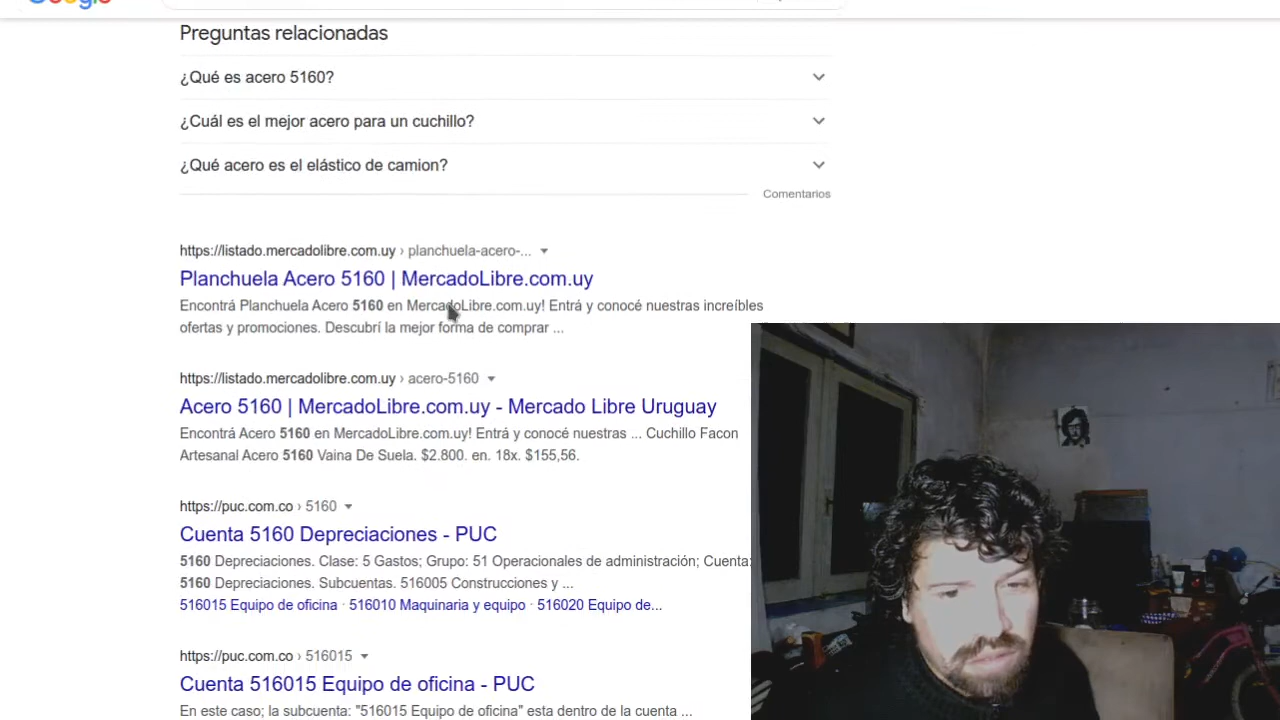 Google
Preguntas relacionadas
¿Qué es acero 5160?
¿Cuál es el mejor acero para un cuchillo?
¿Qué acero es el elástico de camion?
Comentarios
https://listado.mercadolibre.com.uy › planchuela-acero-...
Planchuela Acero 5160 | MercadoLibre.com.uy
Encontrá Planchuela Acero 5160 en MercadoLibre.com.uy! Entrá y conocé nuestras increíbles
ofertas y promociones. Descubrí la mejor forma de comprar ...
https://listado.mercadolibre.com.uy › acero-5160
Acero 5160 | MercadoLibre.com.uy - Mercado Libre Uruguay
Encontrá Acero 5160 en MercadoLibre.com.uy! Entrá y conocé nuestras ... Cuchillo Facon
Artesanal Acero 5160 Vaina De Suela. $2.800. en. 18x. $155,56.
https://puc.com.co › 5160
Cuenta 5160 Depreciaciones - PUC
5160 Depreciaciones. Clase: 5 Gastos; Grupo: 51 Operacionales de administración; Cuenta:
5160 Depreciaciones. Subcuentas. 516005 Construcciones y ...
516015 Equipo de oficina · 516010 Maquinaria y equipo · 516020 Equipo de...
https://puc.com.co › 516015
Cuenta 516015 Equipo de oficina - PUC
En este caso; la subcuenta: "516015 Equipo de oficina" esta dentro de la cuenta ...